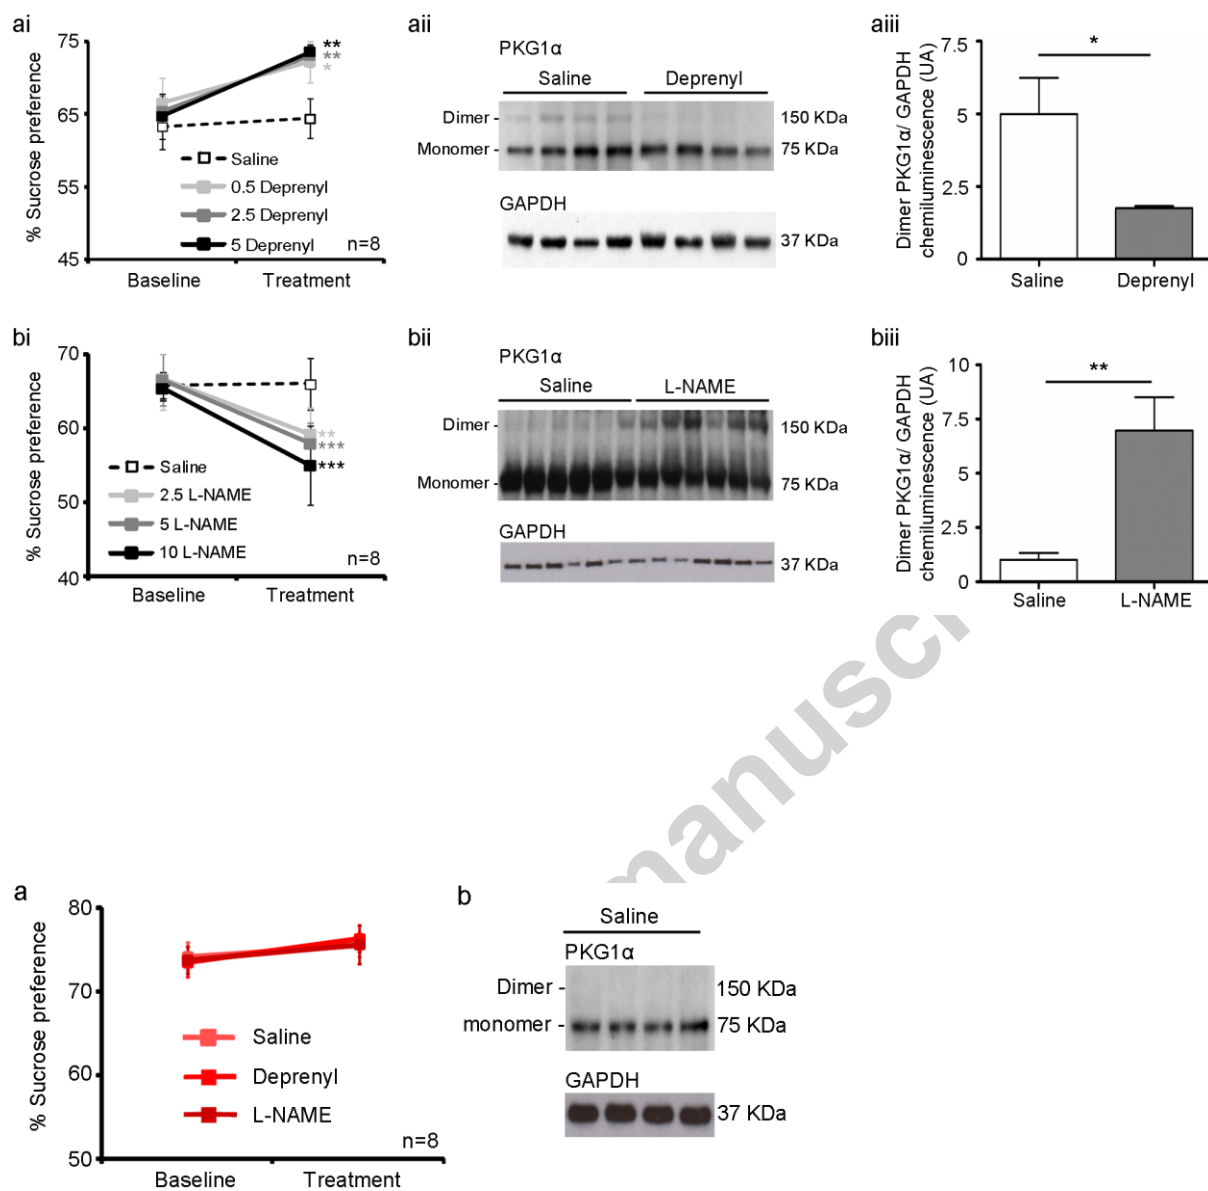 ai
75
65
55
45
% Sucrose preference
**
**
*
Saline
0.5 Deprenyl
2.5 Deprenyl
5 Deprenyl
n=8
Baseline
Treatment
aii
PKG1α
Saline
Deprenyl
Dimer -
150 KDa
Monomer -
75 KDa
GAPDH
37 KDa
aiii
7.5
5
2.5
0
Dimer PKG1α/ GAPDH
chemiluminescence (UA)
*
Saline
Deprenyl
bi
70
60
50
40
% Sucrose preference
**
***
***
Saline
2.5 L-NAME
5 L-NAME
10 L-NAME
n=8
Baseline
Treatment
bii
PKG1α
Saline
L-NAME
Dimer -
150 KDa
Monomer -
75 KDa
GAPDH
37 KDa
biii
10
7.5
5
2.5
0
Dimer PKG1α/ GAPDH
chemiluminescence (UA)
**
Saline
L-NAME
manusc
a
80
70
60
50
% Sucrose preference
Saline
Deprenyl
L-NAME
n=8
Baseline
Treatment
b
Saline
PKG1α
Dimer -
150 KDa
monomer -
75 KDa
GAPDH
37 KDa